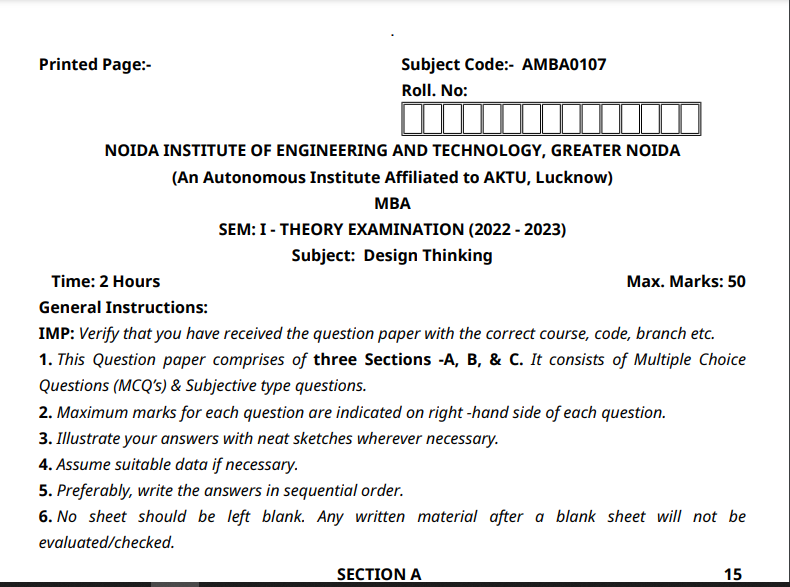 .
Printed Page:- Subject Code:- AMBA0107
Roll. No:
NOIDA INSTITUTE OF ENGINEERING AND TECHNOLOGY, GREATER NOIDA
(An Autonomous Institute Affiliated to AKTU, Lucknow)
MBA
SEM: I - THEORY EXAMINATION (2022 - 2023)
Subject: Design Thinking
Time: 2 Hours Max. Marks: 50
General Instructions:
IMP: Verify that you have received the question paper with the correct course, code, branch etc.
1. This Question paper comprises of three Sections -A, B, & C. It consists of Multiple Choice
Questions (MCQ's) & Subjective type questions.
2. Maximum marks for each question are indicated on right -hand side of each question.
3. Illustrate your answers with neat sketches wherever necessary.
4. Assume suitable data if necessary.
5. Preferably, write the answers in sequential order.
6. No sheet should be left blank. Any written material after a blank sheet will not be
evaluated/checked.
SECTION A 15